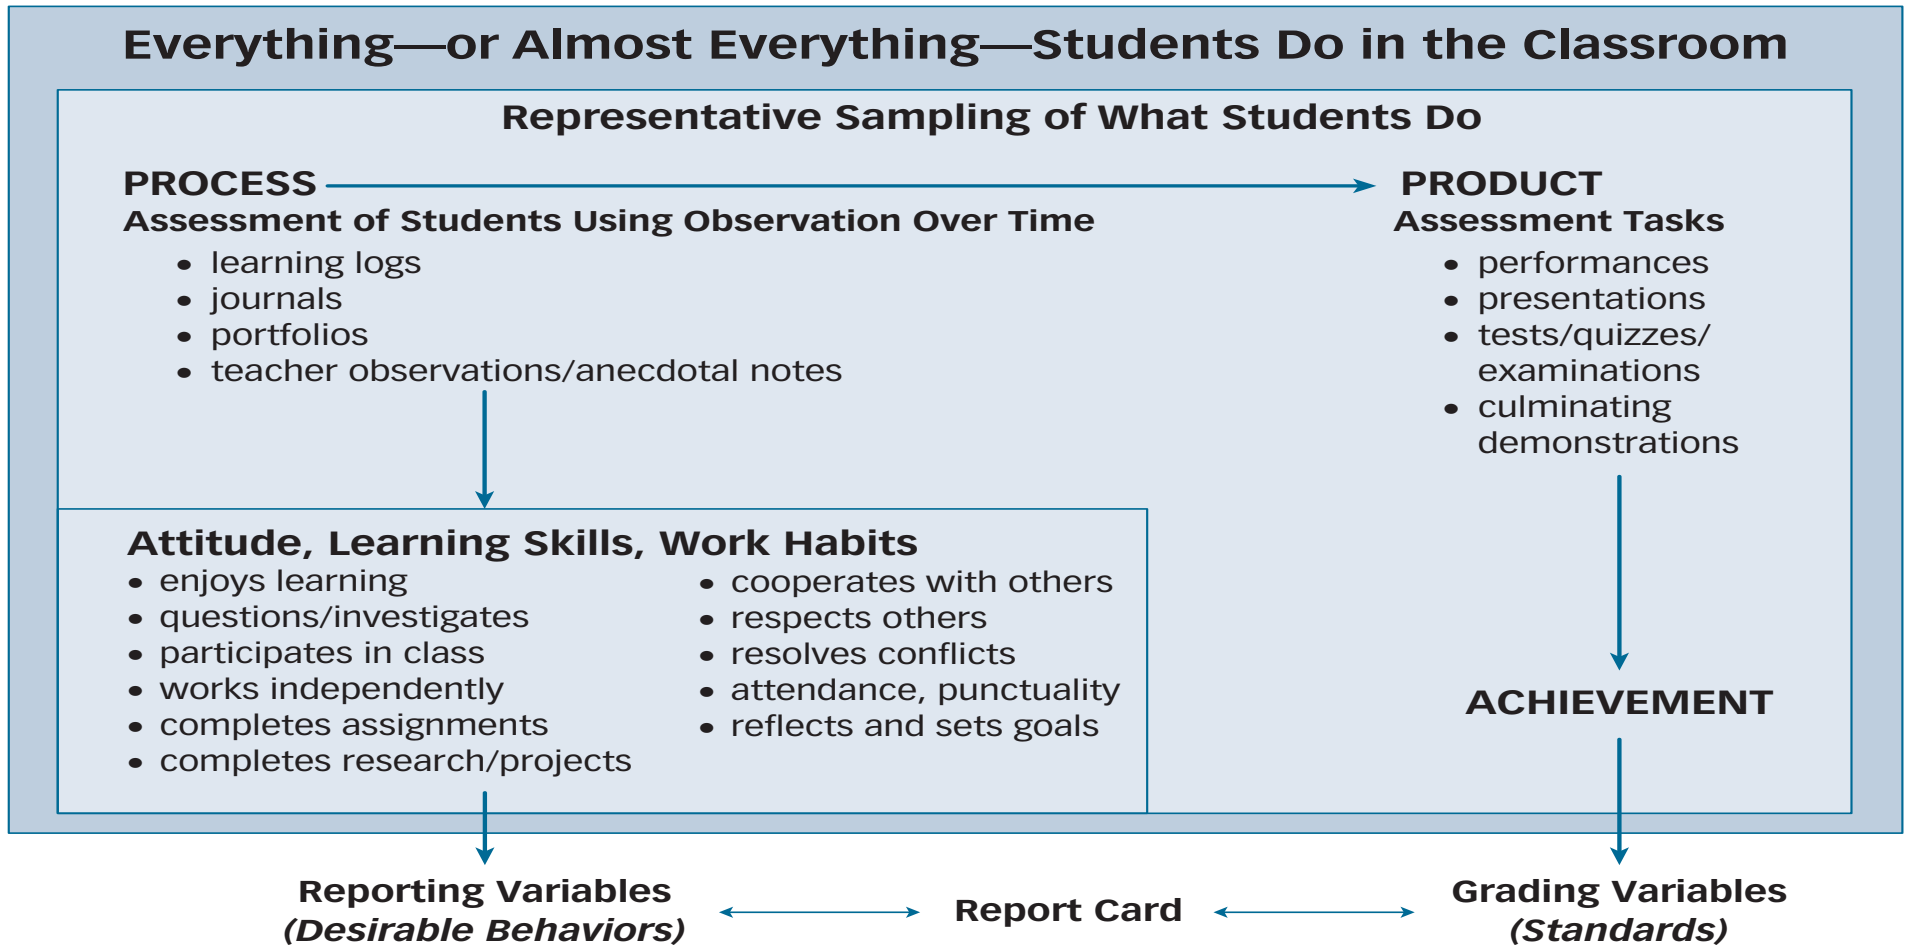 Everything—or Almost Everything—Students Do in the Classroom
Representative Sampling of What Students Do
PROCESS
Assessment of Students Using Observation Over Time
• learning logs
• journals
• portfolios
• teacher observations/anecdotal notes
PRODUCT
Assessment Tasks
• performances
• presentations
• tests/quizzes/
examinations
• culminating
demonstrations
Attitude, Learning Skills, Work Habits
• enjoys learning
• questions/investigates
• participates in class
• works independently
• completes assignments
• completes research/projects
• cooperates with others
• respects others
• resolves conflicts
• attendance, punctuality
• reflects and sets goals
ACHIEVEMENT
Reporting Variables
(Desirable Behaviors)
Report Card
Grading Variables
(Standards)